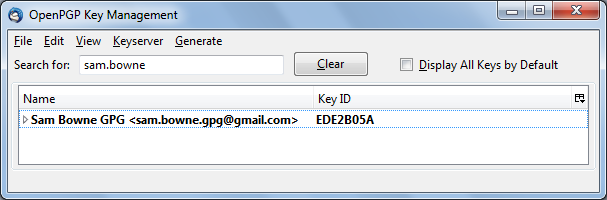 OpenPGP Key Management
File Edit View Keyserver Generate
Search for: sam.bowne Clear Display All Keys by Default
Name Key ID
Sam Bowne GPG <sam.bowne.gpg@gmail.com> EDE2B05A